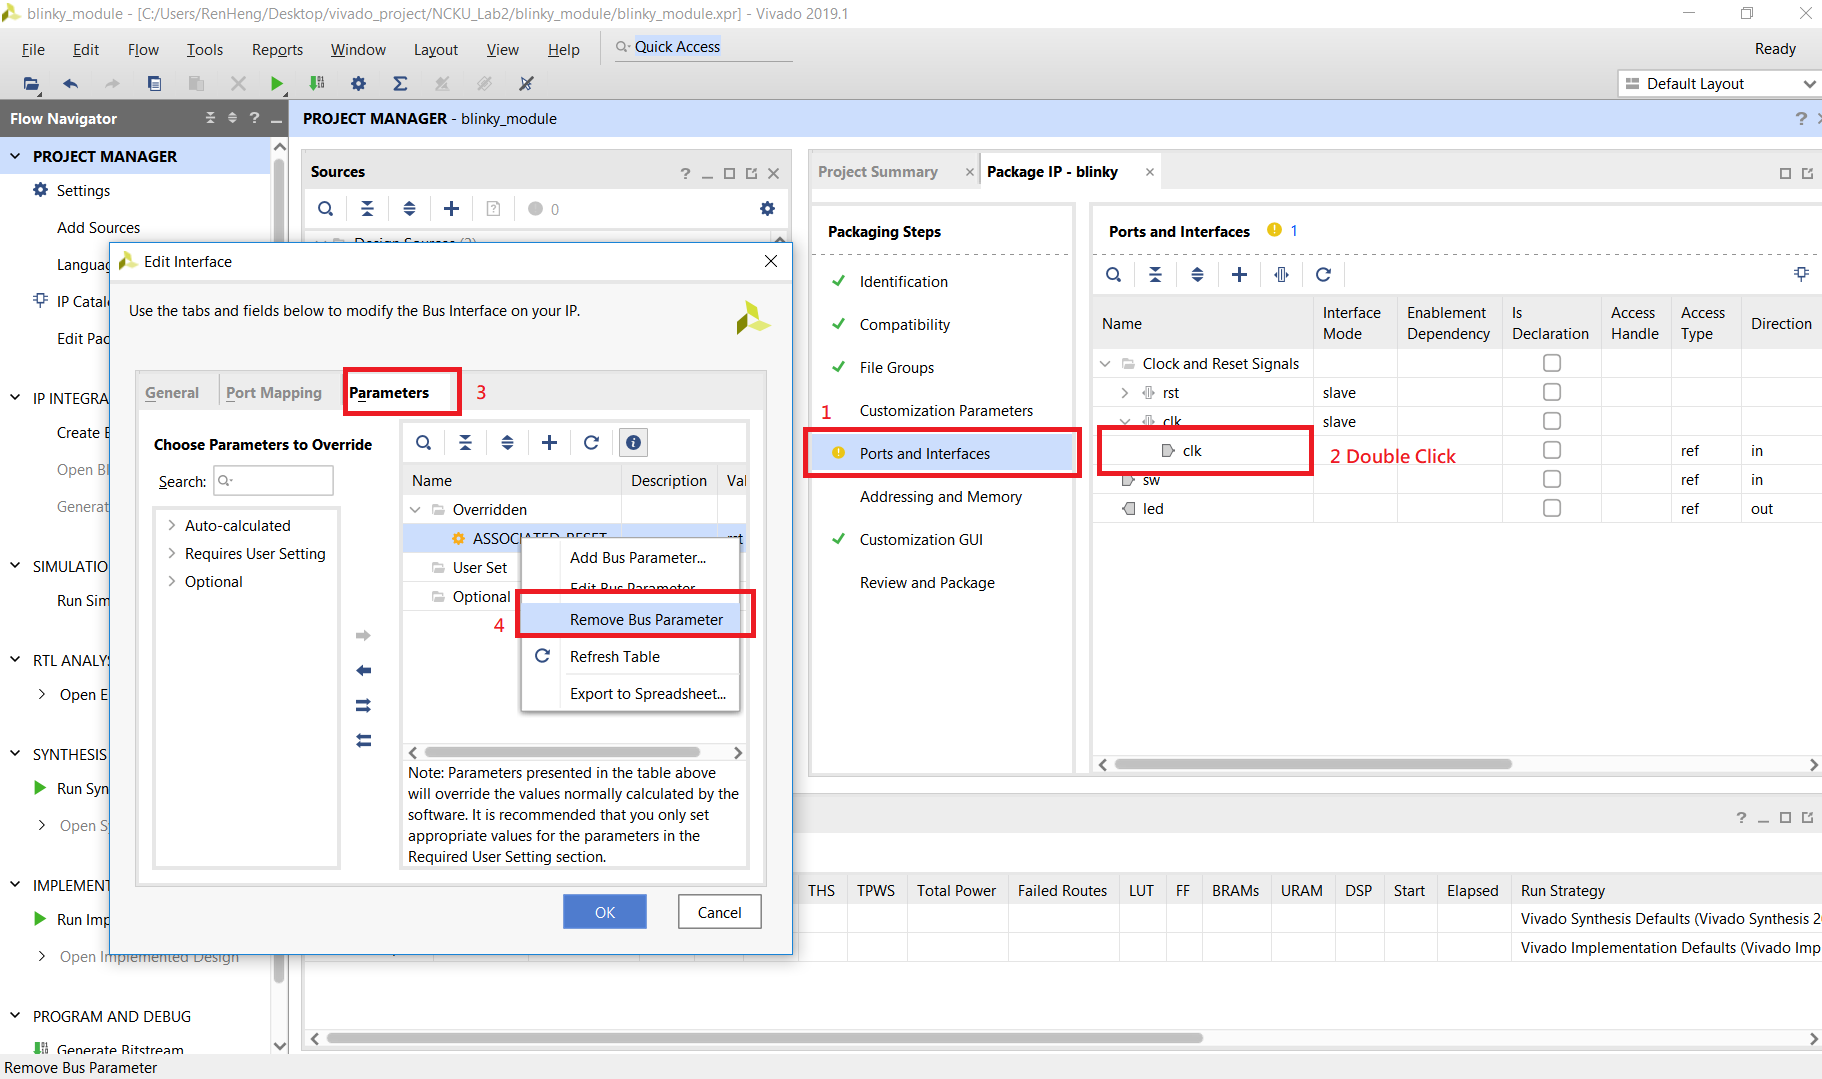 blinky_module - [C:/Users/RenHeng/Desktop/vivado_project/NCKU_Lab2/blinky_module/blinky_module.xpr] - Vivado 2019.1
File Edit Flow Tools Reports Window Layout View Help Quick Access Ready
Default Layout
Flow Navigator
PROJECT MANAGER - blinky_module
PROJECT MANAGER
Settings
Add Sources
IP INTEGRA
Create
Open
Generat
SIMULATIO
Run Sim
RTL ANALYS
Open E
SYNTHESIS
Run Syn
Open
IMPLEMENT
Run Imp
Open Implemented Design
PROGRAM AND DEBUG
Generate Bitstream
Remove Bus Parameter
Sources
0
Edit Interface
Use the tabs and fields below to modify the Bus Interface on your IP.
General Port Mapping Parameters 3
Choose Parameters to Override
Search:
Auto-calculated
Requires User Setting
Optional
Name Description Val
Overridden
ASSOCIATED_RESET
User Set
Optional
Add Bus Parameter...
Edit Bus Parameter
4 Remove Bus Parameter
Refresh Table
Export to Spreadsheet...
Note: Parameters presented in the table above
will override the values normally calculated by the
software. It is recommended that you only set
appropriate values for the parameters in the
Required User Setting section.
OK Cancel
Project Summary Package IP - blinky
Packaging Steps
Identification
Compatibility
File Groups
Customization Parameters
1
Ports and Interfaces
Addressing and Memory
Customization GUI
Review and Package
Ports and Interfaces 1
Name Interface Mode Enablement Dependency Is Declaration Access Handle Access Type Direction
Clock and Reset Signals
rst slave
clk slave
clk ref in
2 Double Click
sw ref in
led ref out
THS TPWS Total Power Failed Routes LUT FF BRAMs URAM DSP Start Elapsed Run Strategy
Vivado Synthesis Defaults (Vivado Synthesis 20
Vivado Implementation Defaults (Vivado Imp